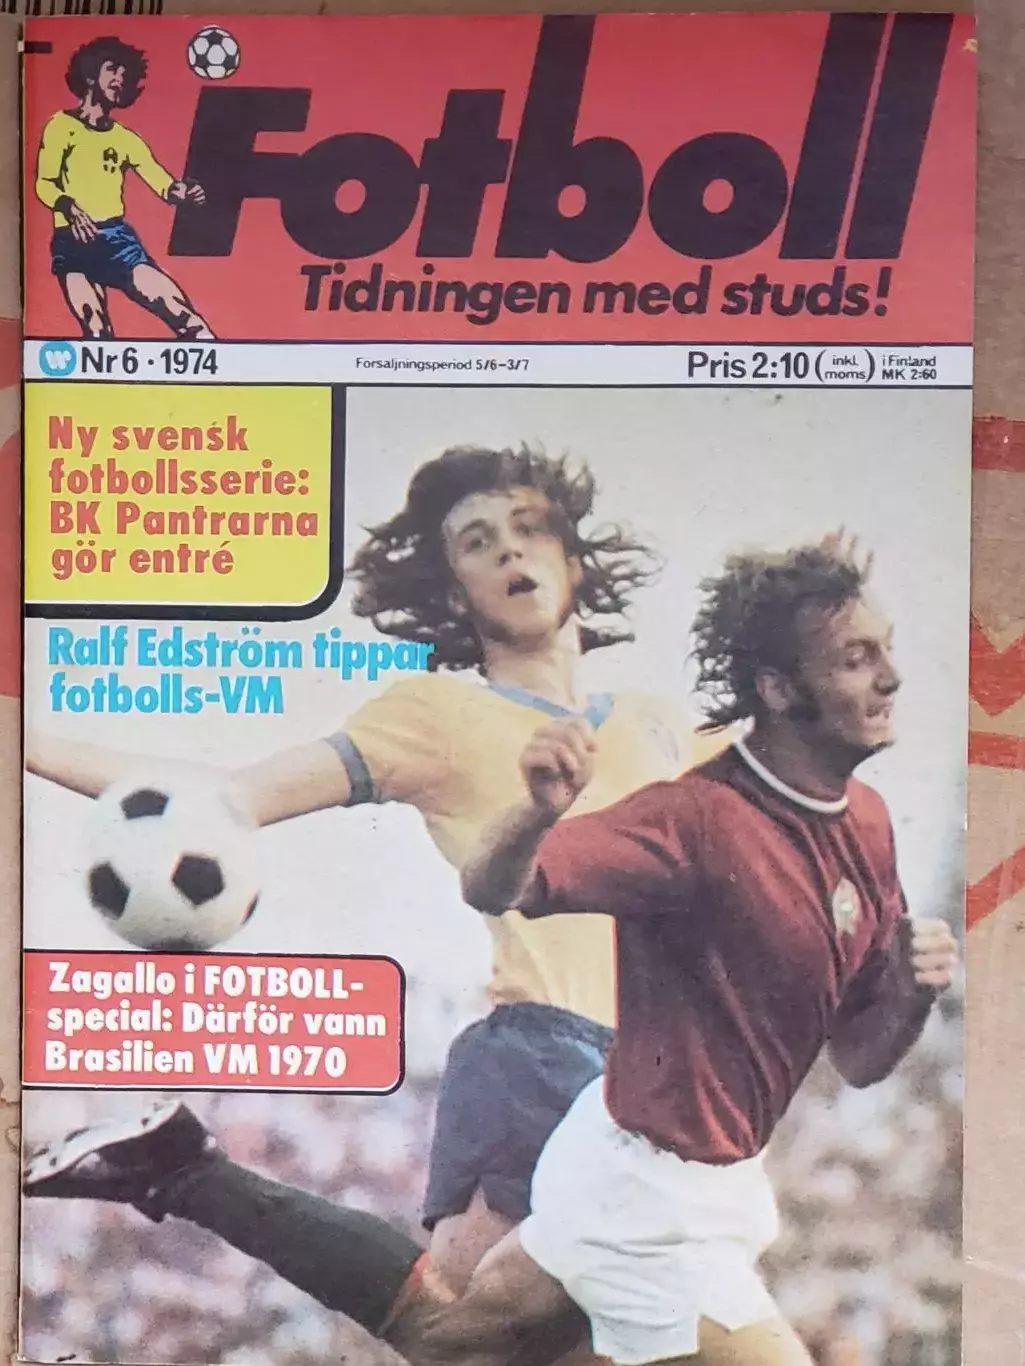 Fotboll
Tidningen med studs!
Nr 6 · 1974
Försäljningsperiod 5/6–3/7
Pris 2:10 (inkl. moms) i Finland MK 2:60
Ny svensk
fotbollsserie:
BK Pantrarna
gör entré
Ralf Edström tippar
fotbolls-VM
Zagallo i FOTBOLL-
special: Därför vann
Brasilien VM 1970